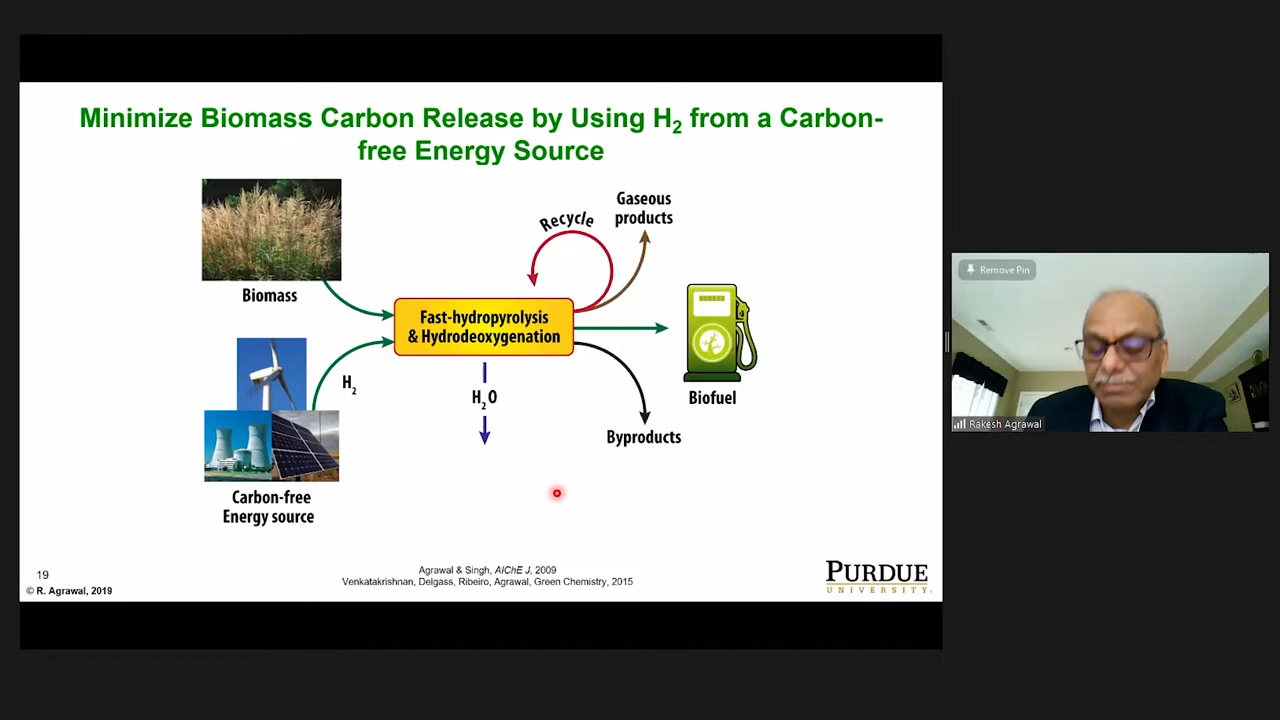 Minimize Biomass Carbon Release by Using H₂ from a Carbon-
free Energy Source
Biomass
H₂
Carbon-free
Energy source
Fast-hydropyrolysis
& Hydrodeoxygenation
H₂O
Recycle
Gaseous
products
Biofuel
Byproducts
19
© R. Agrawal, 2019
Agrawal & Singh, AIChE J, 2009
Venkatakrishnan, Delgass, Ribeiro, Agrawal, Green Chemistry, 2015
PURDUE
UNIVERSITY
Remove Pin
Rakesh Agrawal